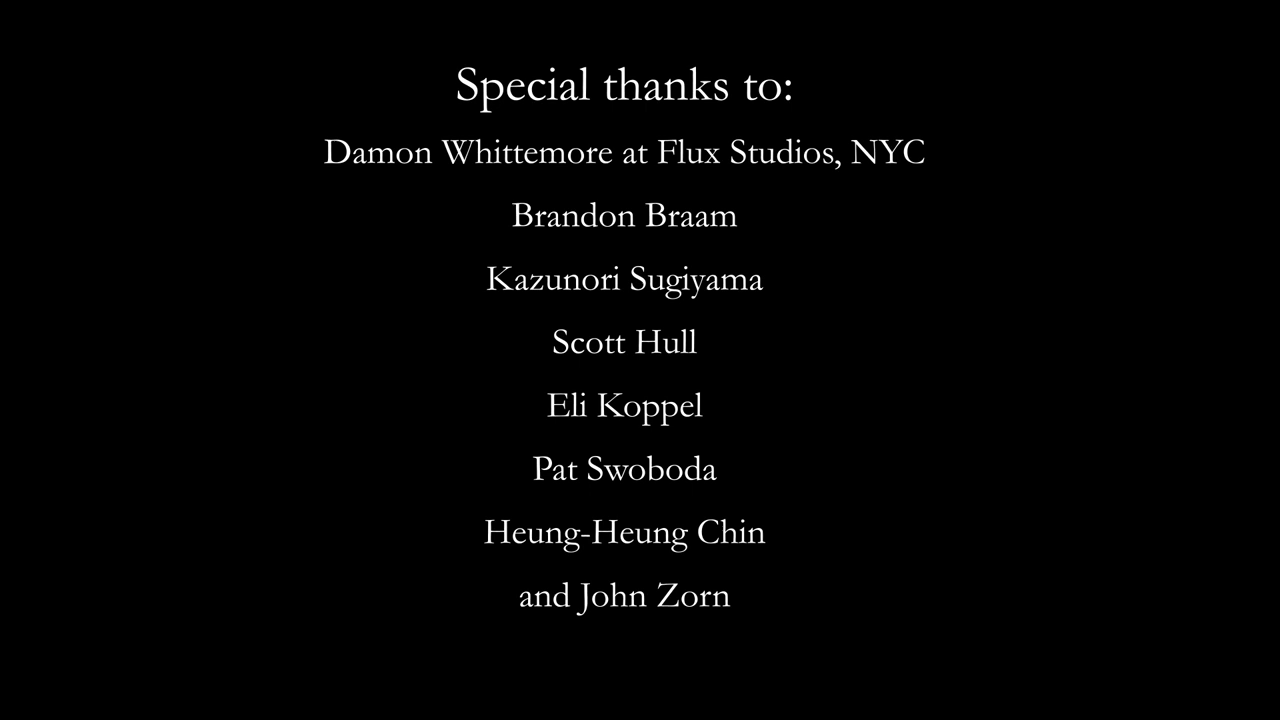 Special thanks to:
Damon Whittemore at Flux Studios, NYC
Brandon Braam
Kazunori Sugiyama
Scott Hull
Eli Koppel
Pat Swoboda
Heung-Heung Chin
and John Zorn